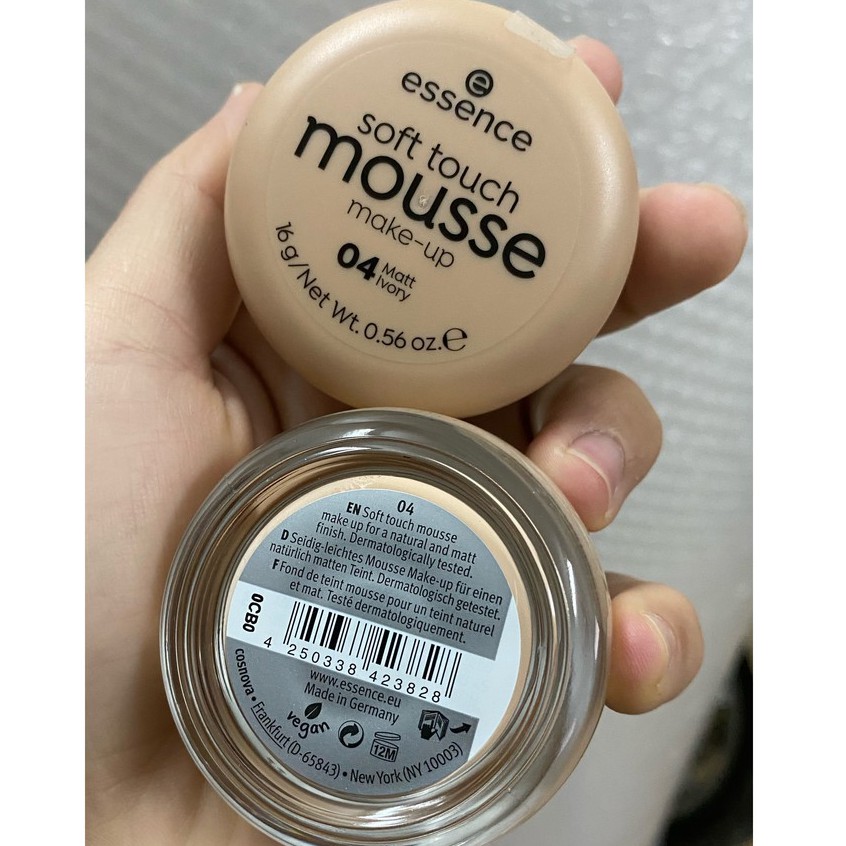 e
essence
soft touch
mousse
make-up
04 Matt
Ivory
16 g/Net Wt. 0.56 oz.℮
04
EN Soft touch mousse
make up for a natural and matt
finish. Dermatologically tested.
D Seidig-leichtes Mousse Make-up für einen
natürlich matten Teint. Dermatologisch getestet.
F Fond de teint mousse pour un teint naturel
et mat. Testé dermatologiquement.
0CB0
4 250338 423828
www.essence.eu
Made in Germany
vegan
12M
cosnova • Frankfurt (D-65843) • New York (NY 10003)